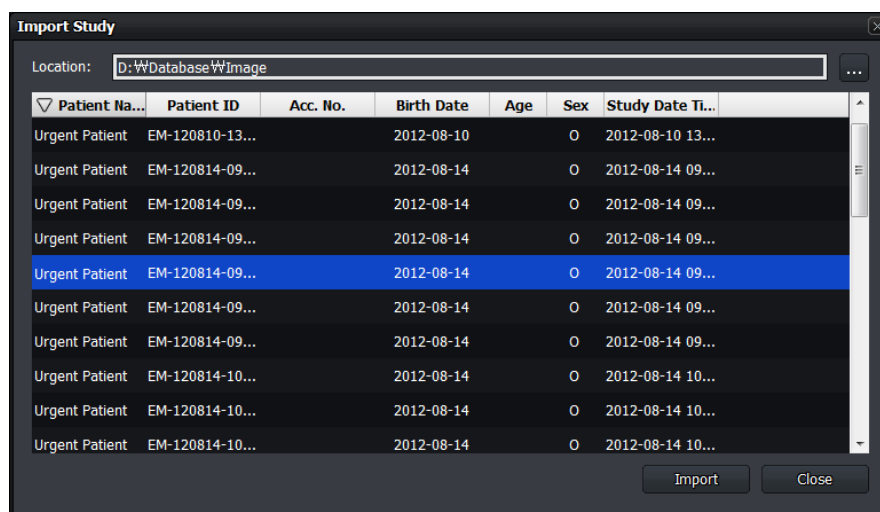 Import Study
Location: D:₩Database₩Image ...
Patient Na... Patient ID Acc. No. Birth Date Age Sex Study Date Ti...
Urgent Patient EM-120810-13... 2012-08-10 O 2012-08-10 13...
Urgent Patient EM-120814-09... 2012-08-14 O 2012-08-14 09...
Urgent Patient EM-120814-09... 2012-08-14 O 2012-08-14 09...
Urgent Patient EM-120814-09... 2012-08-14 O 2012-08-14 09...
Urgent Patient EM-120814-09... 2012-08-14 O 2012-08-14 09...
Urgent Patient EM-120814-09... 2012-08-14 O 2012-08-14 09...
Urgent Patient EM-120814-09... 2012-08-14 O 2012-08-14 09...
Urgent Patient EM-120814-10... 2012-08-14 O 2012-08-14 10...
Urgent Patient EM-120814-10... 2012-08-14 O 2012-08-14 10...
Urgent Patient EM-120814-10... 2012-08-14 O 2012-08-14 10...
Import Close